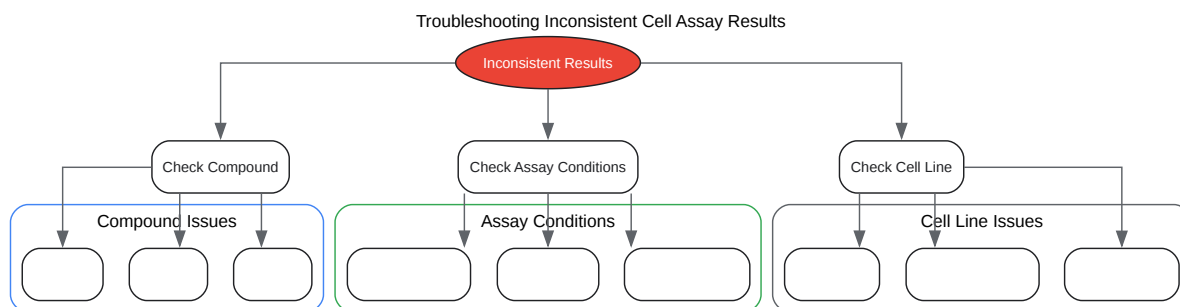 Troubleshooting Inconsistent Cell Assay Results
Inconsistent Results
Check Compound
Check Assay Conditions
Check Cell Line
Compound Issues
Assay Conditions
Cell Line Issues